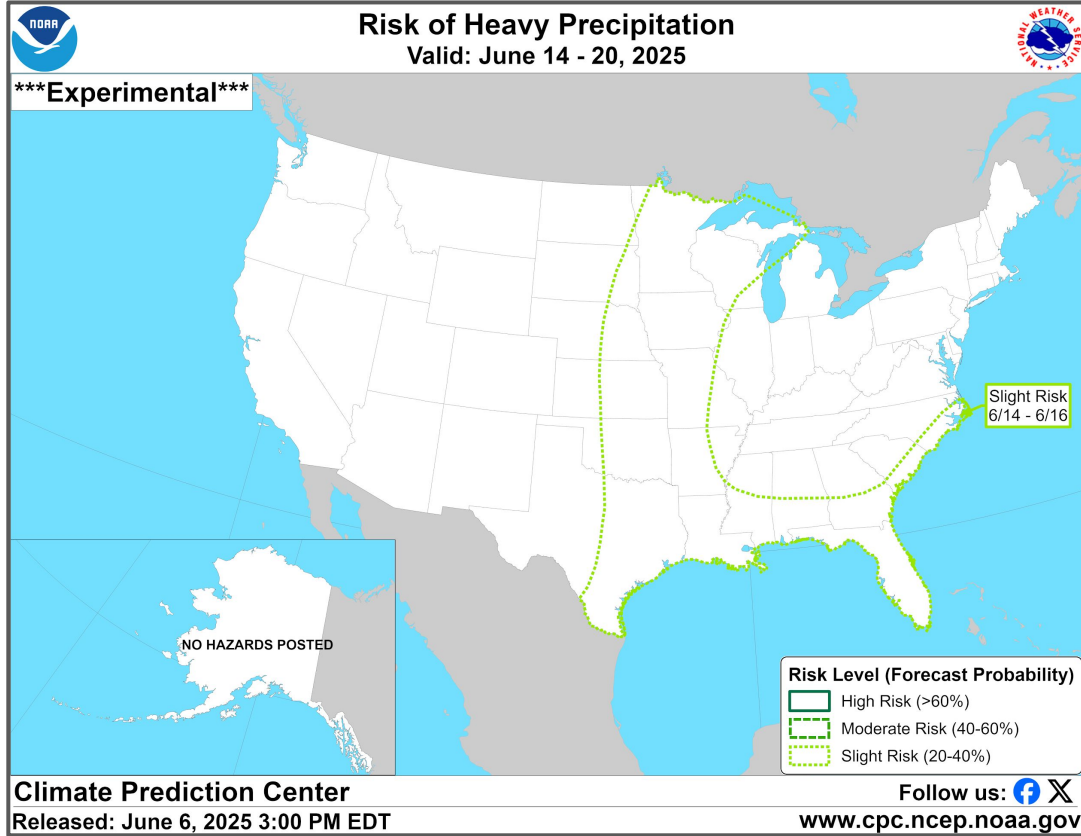 NOAA
Risk of Heavy Precipitation
Valid: June 14 - 20, 2025
NATIONAL WEATHER SERVICE
***Experimental***
Slight Risk
6/14 - 6/16
NO HAZARDS POSTED
Risk Level (Forecast Probability)
High Risk (>60%)
Moderate Risk (40-60%)
Slight Risk (20-40%)
Climate Prediction Center
Follow us:
Released: June 6, 2025 3:00 PM EDT
www.cpc.ncep.noaa.gov